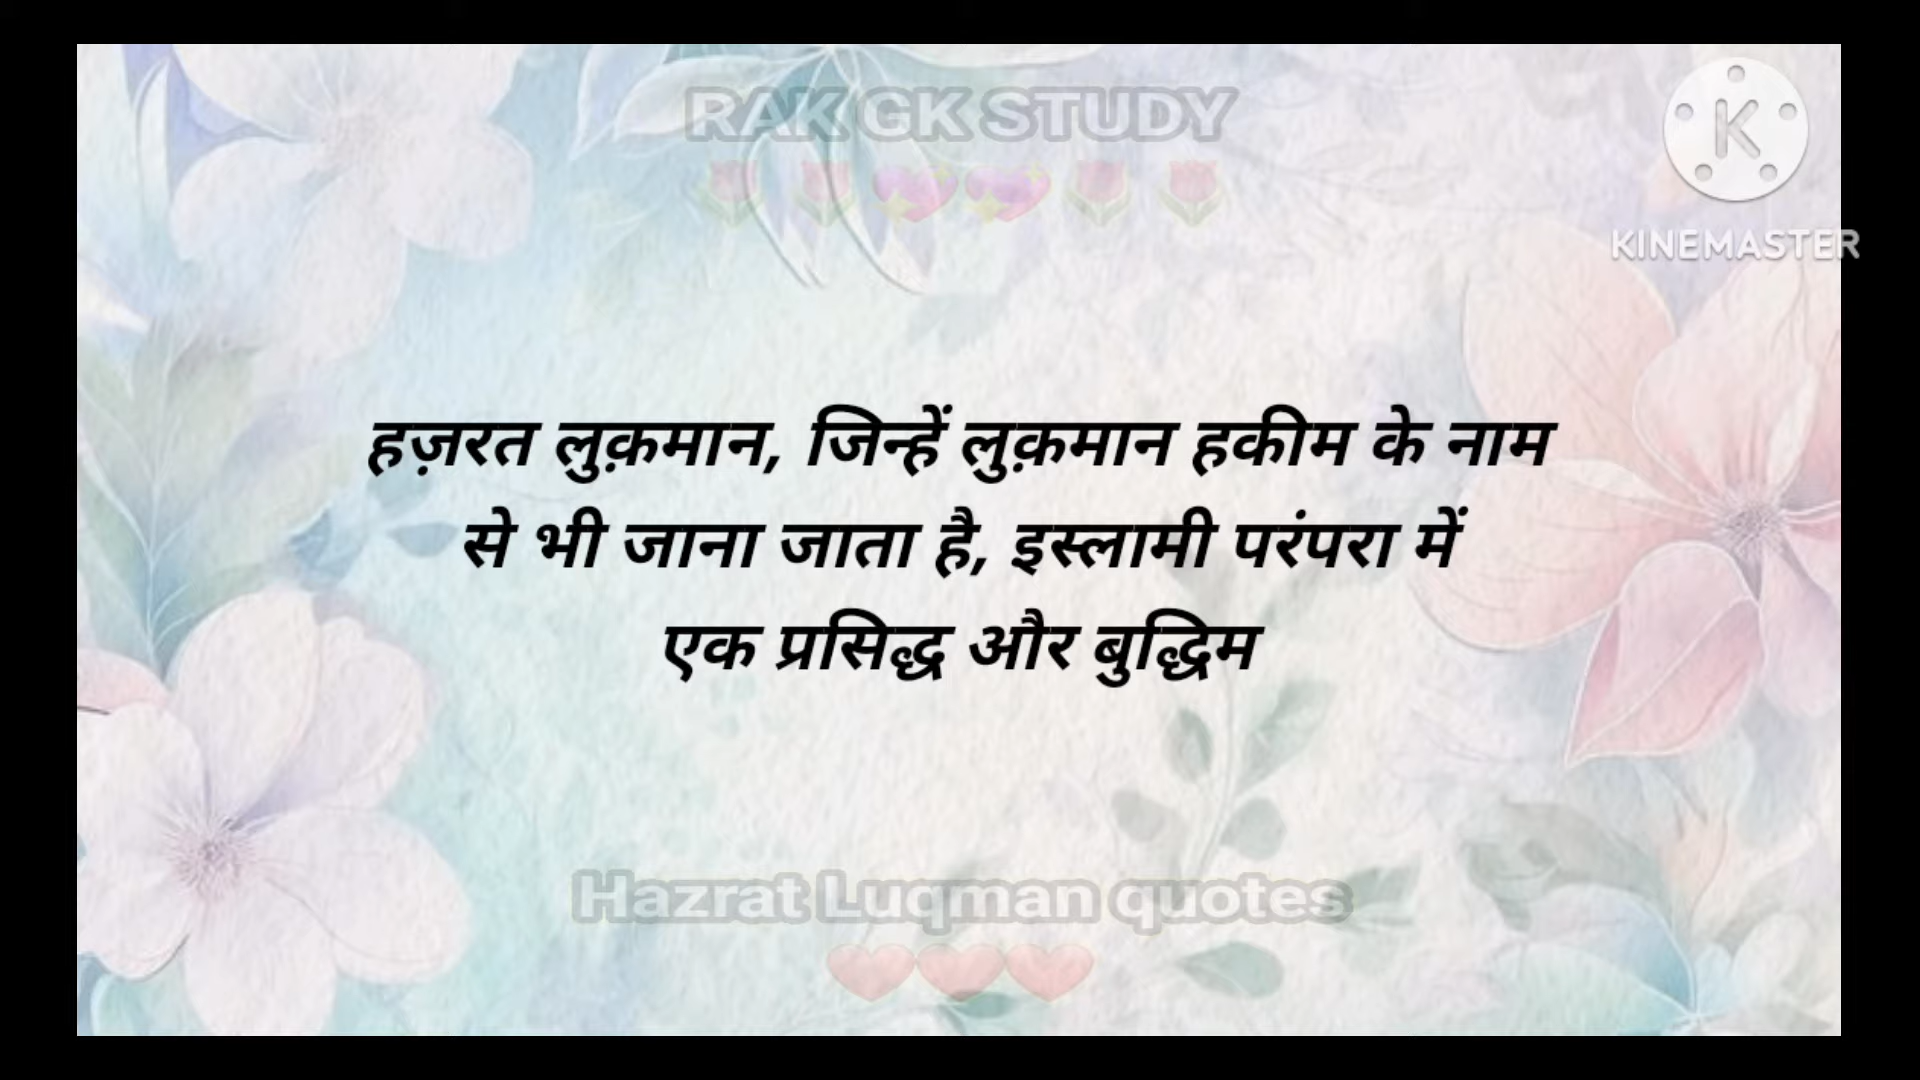 RAK GK STUDY
K
KINEMASTER
हज़रत लुक़मान, जिन्हें लुक़मान हकीम के नाम
से भी जाना जाता है, इस्लामी परंपरा में
एक प्रसिद्ध और बुद्धिम
Hazrat Luqman quotes